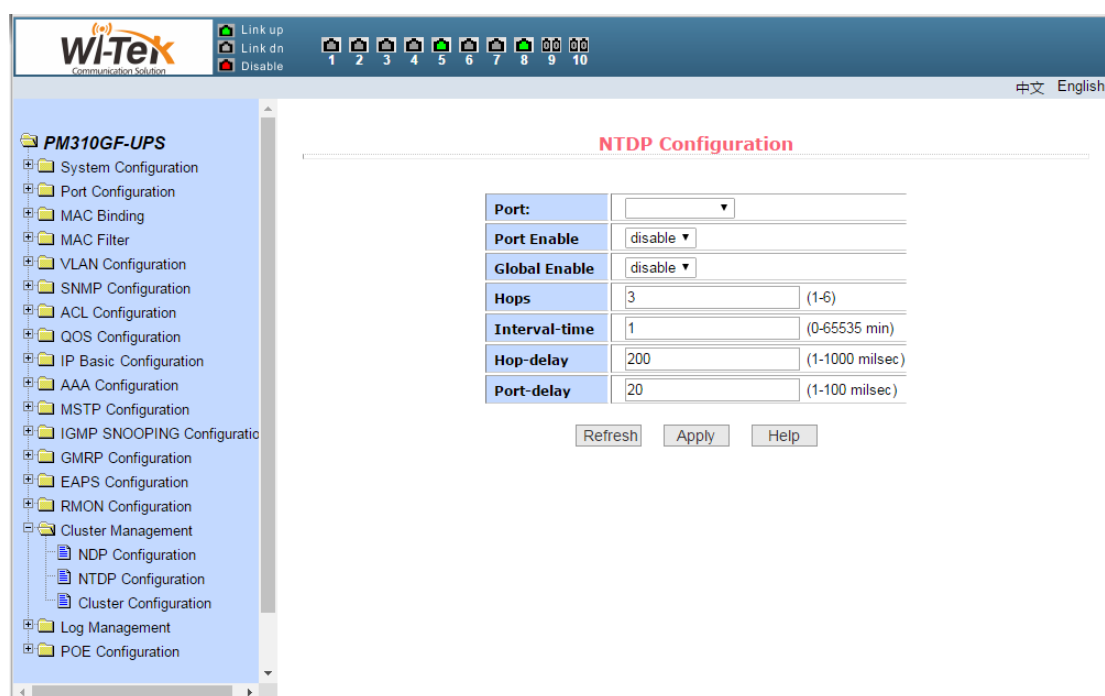 WI-TeK
Communication Solution
Link up
Link dn
Disable
1 2 3 4 5 6 7 8 9 10
中文 English
PM310GF-UPS
System Configuration
Port Configuration
MAC Binding
MAC Filter
VLAN Configuration
SNMP Configuration
ACL Configuration
QOS Configuration
IP Basic Configuration
AAA Configuration
MSTP Configuration
IGMP SNOOPING Configuratio
GMRP Configuration
EAPS Configuration
RMON Configuration
Cluster Management
NDP Configuration
NTDP Configuration
Cluster Configuration
Log Management
POE Configuration
NTDP Configuration
Port:
Port Enable disable
Global Enable disable
Hops 3 (1-6)
Interval-time 1 (0-65535 min)
Hop-delay 200 (1-1000 milsec)
Port-delay 20 (1-100 milsec)
Refresh Apply Help